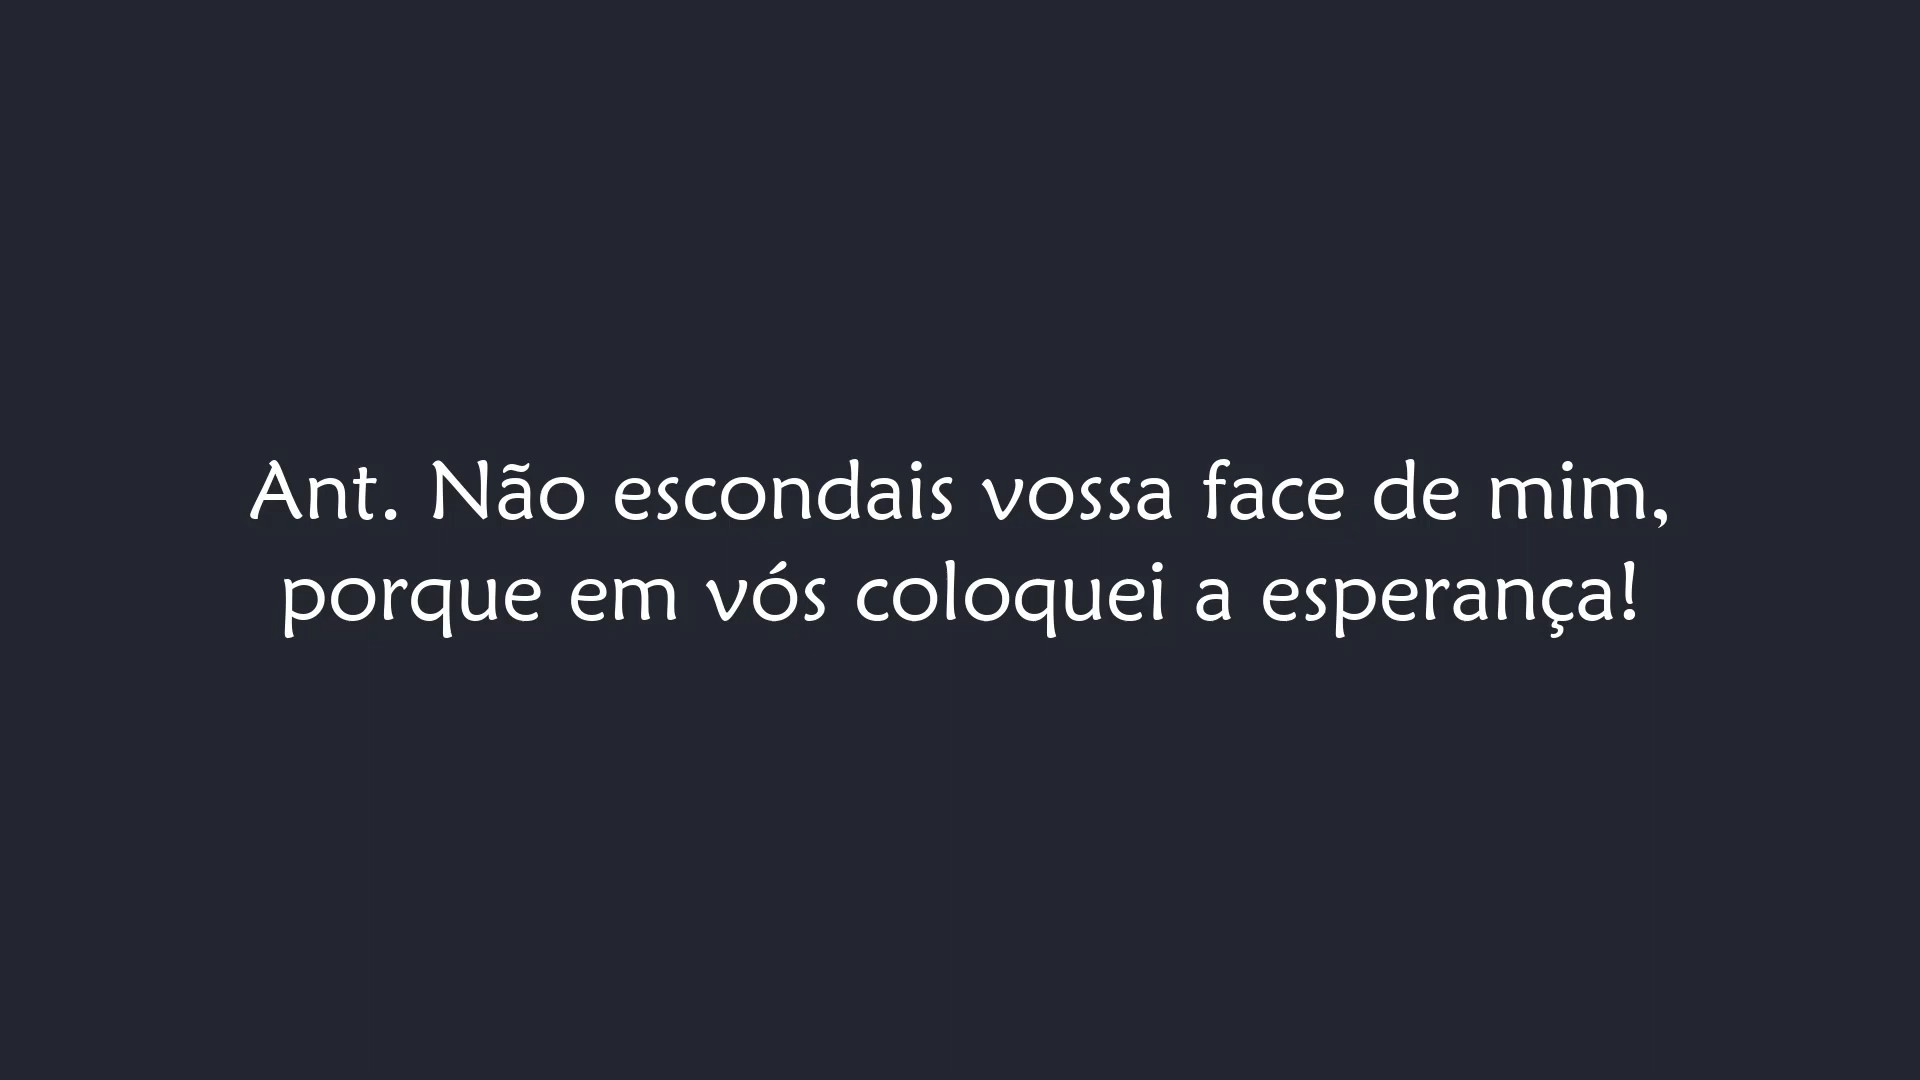 Ant. Não escondais vossa face de mim,
porque em vós coloquei a esperança!